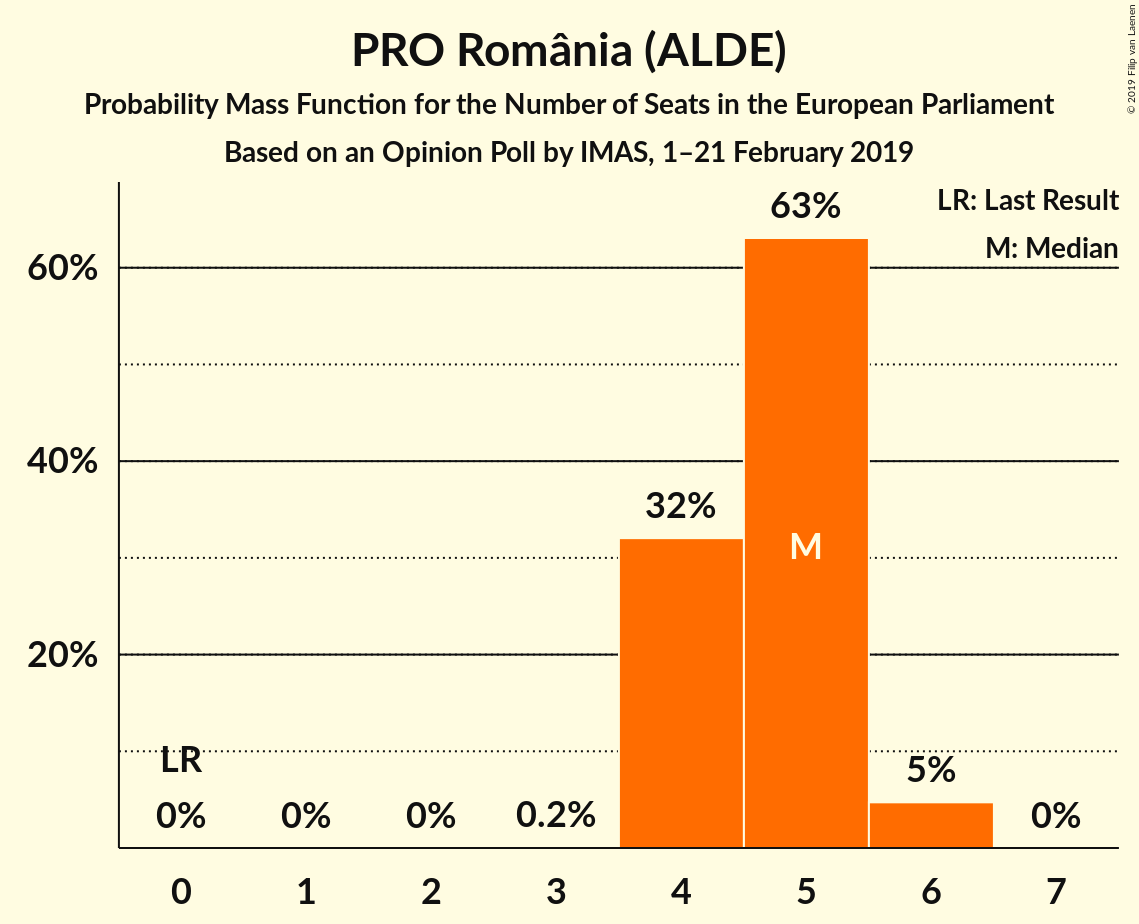 PRO România (ALDE)
Probability Mass Function for the Number of Seats in the European Parliament
Based on an Opinion Poll by IMAS, 1–21 February 2019
© 2019 Filip van Laenen
LR: Last Result
M: Median
63%
60%
40%
32%
M
20%
LR
5%
0% 0% 0% 0.2% 0%
0 1 2 3 4 5 6 7